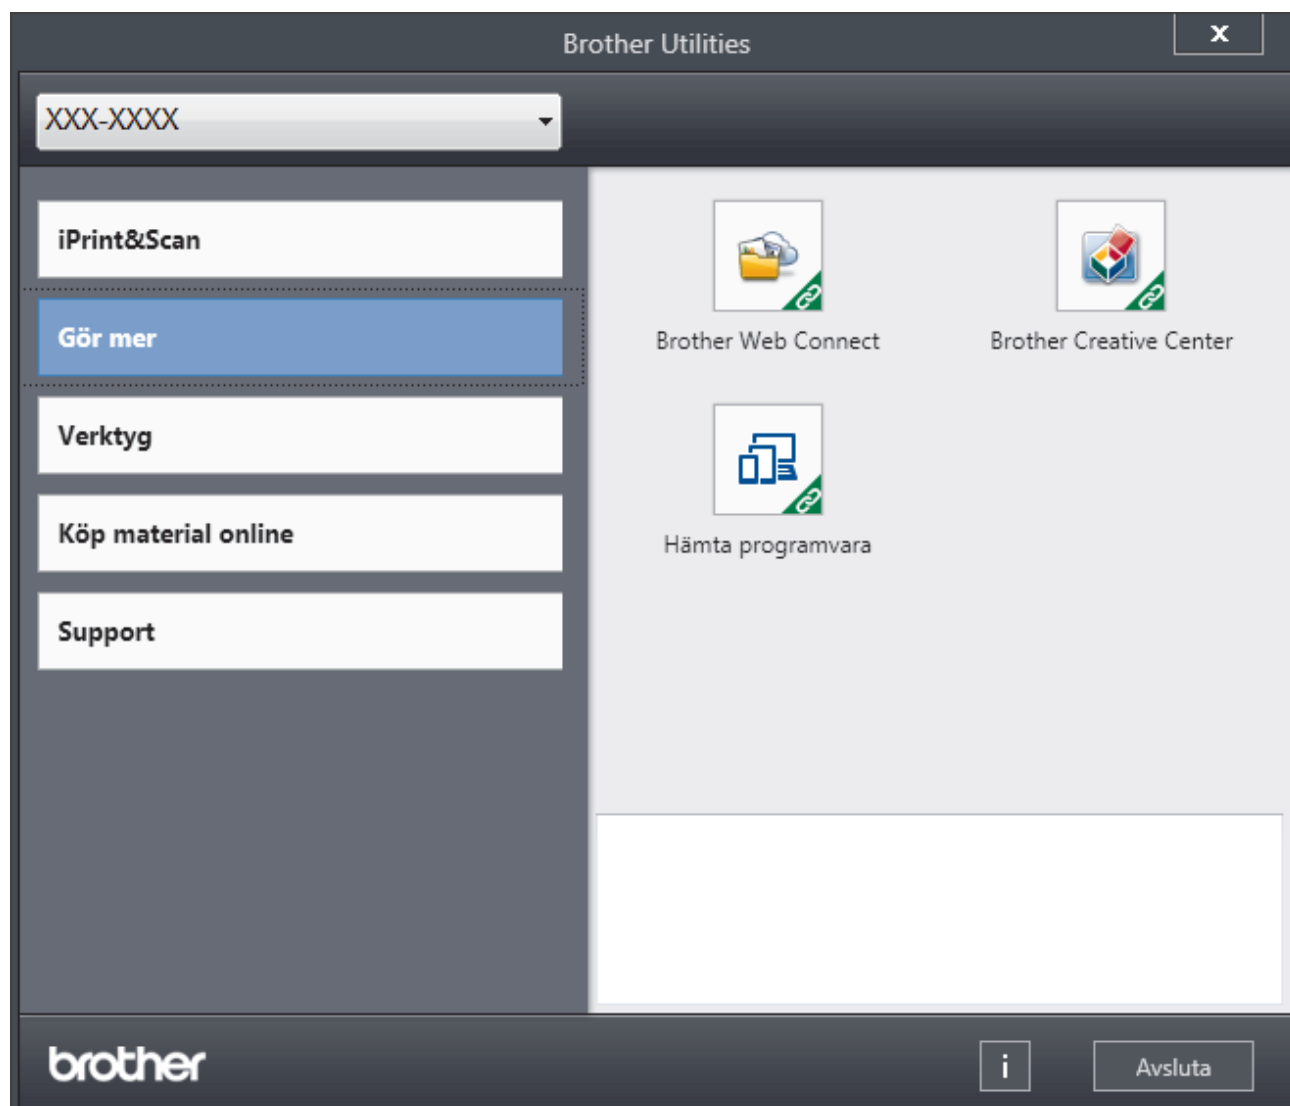 Brother Utilities
x
XXX-XXXX
iPrint&Scan
Gör mer
Verktyg
Köp material online
Support
Brother Web Connect
Brother Creative Center
Hämta programvara
brother
i
Avsluta